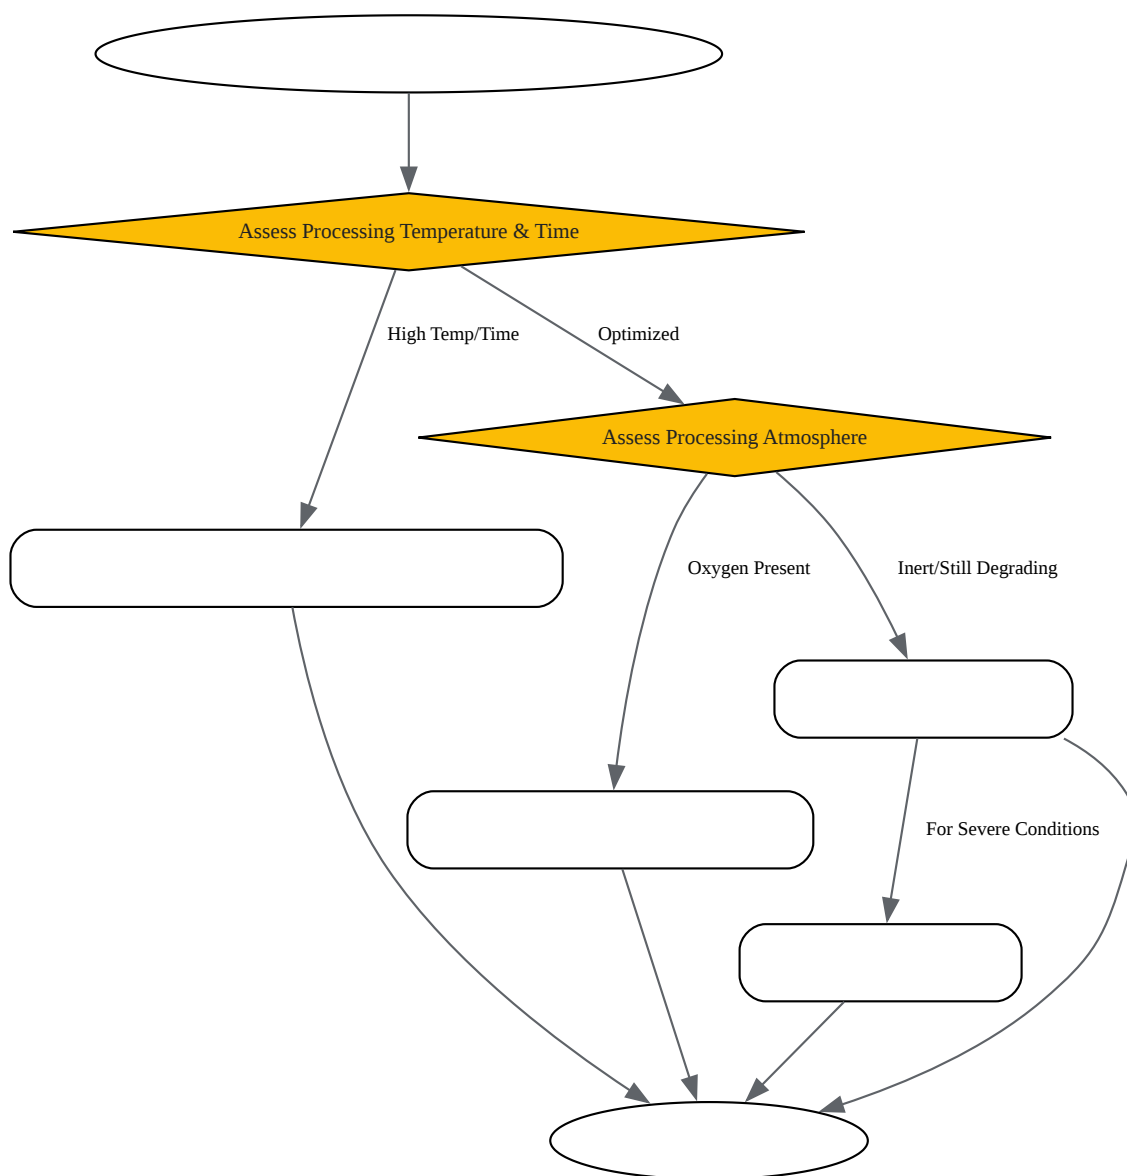 Assess Processing Temperature & Time
High Temp/Time
Optimized
Assess Processing Atmosphere
Oxygen Present
Inert/Still Degrading
For Severe Conditions